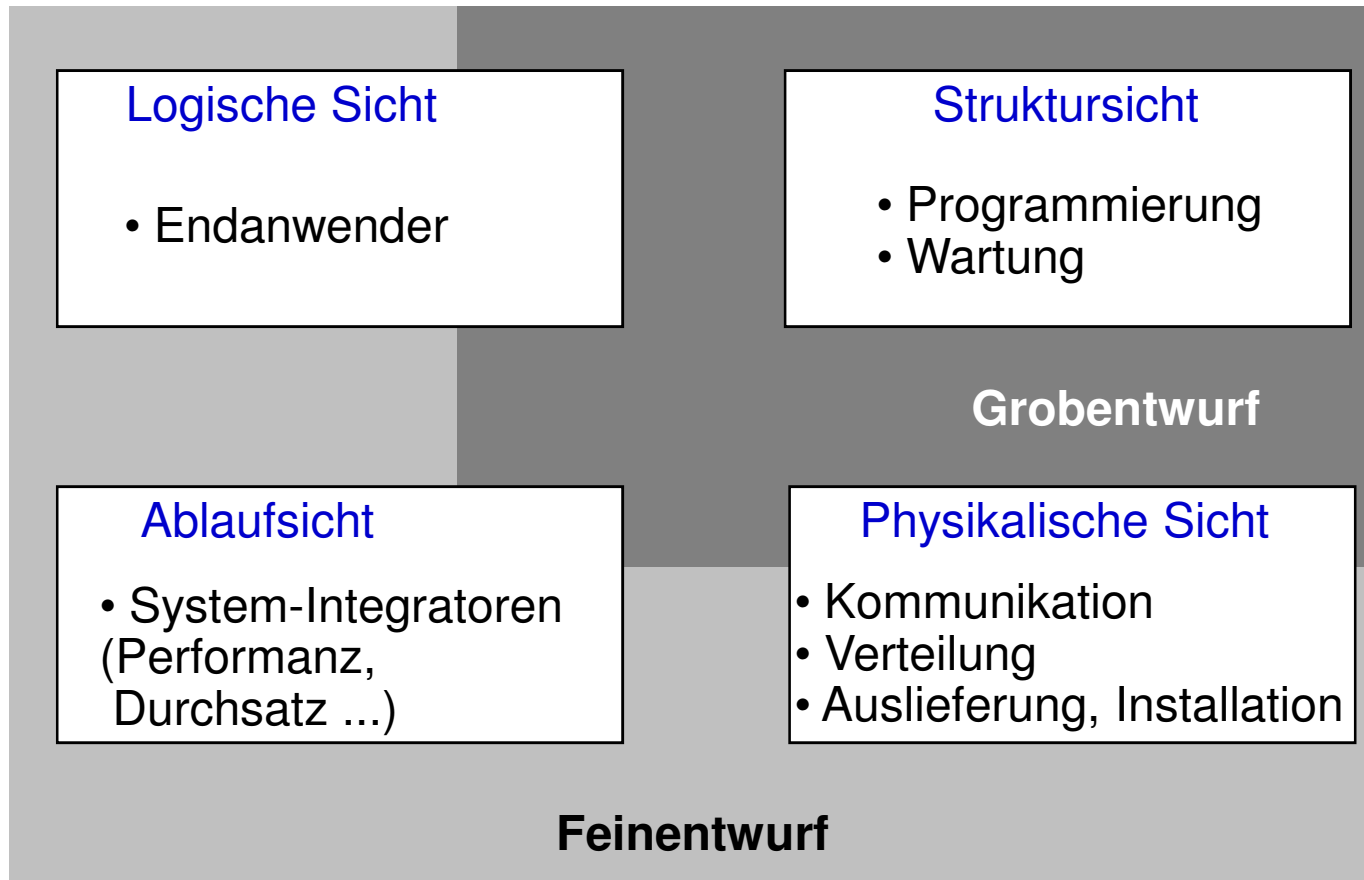 Logische Sicht
• Endanwender
Struktursicht
• Programmierung
• Wartung
Grobentwurf
Ablaufsicht
• System-Integratoren
(Performanz,
Durchsatz ...)
Physikalische Sicht
• Kommunikation
• Verteilung
• Auslieferung, Installation
Feinentwurf